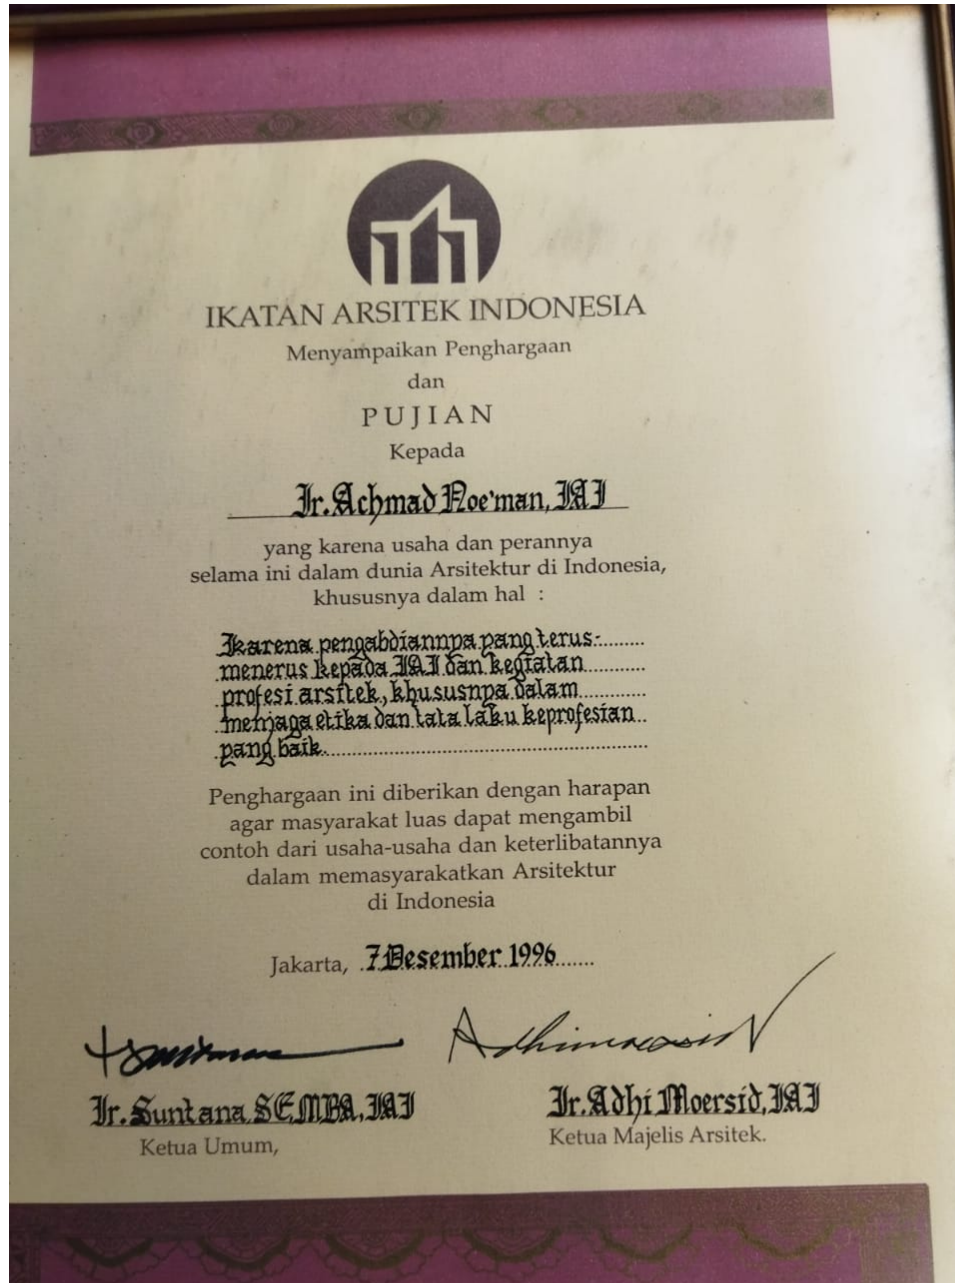 IKATAN ARSITEK INDONESIA
Menyampaikan Penghargaan
dan
PUJIAN
Kepada
Ir. Achmad Noe'man, IAI
yang karena usaha dan perannya
selama ini dalam dunia Arsitektur di Indonesia,
khususnya dalam hal :
Karena pengabdiannya yang terus-
menerus kepada IAI dan kegiatan
profesi arsitek, khususnya dalam
menjaga etika dan tata laku keprofesian
yang baik.
Penghargaan ini diberikan dengan harapan
agar masyarakat luas dapat mengambil
contoh dari usaha-usaha dan keterlibatannya
dalam memasyarakatkan Arsitektur
di Indonesia
Jakarta, 7 Desember 1996
Adhimoersid
Ir. Suntana SEMBA, IAI
Ketua Umum,
Ir. Adhi Moersid, IAI
Ketua Majelis Arsitek.